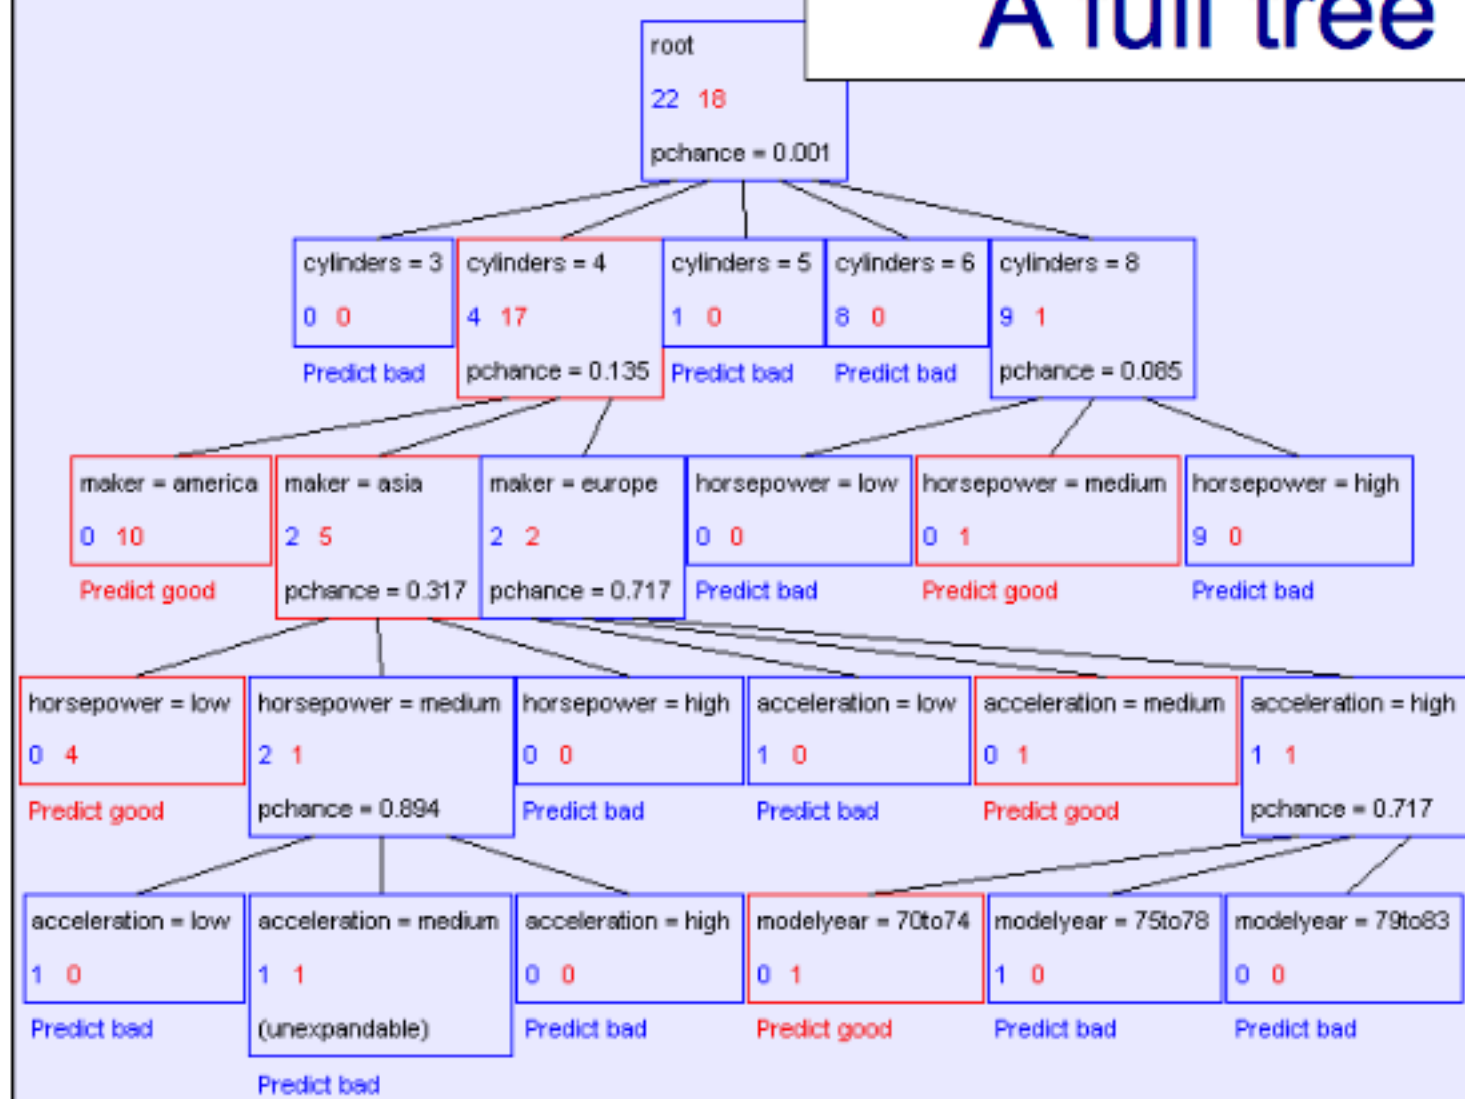 A full tree
root
22 18
pchance = 0.001
cylinders = 3
0 0
Predict bad
cylinders = 4
4 17
pchance = 0.135
cylinders = 5
1 0
Predict bad
cylinders = 6
8 0
Predict bad
cylinders = 8
9 1
pchance = 0.085
maker = america
0 10
Predict good
maker = asia
2 5
pchance = 0.317
maker = europe
2 2
pchance = 0.717
horsepower = low
0 0
Predict bad
horsepower = medium
0 1
Predict good
horsepower = high
9 0
Predict bad
horsepower = low
0 4
Predict good
horsepower = medium
2 1
pchance = 0.894
horsepower = high
0 0
Predict bad
acceleration = low
1 0
Predict bad
acceleration = medium
0 1
Predict good
acceleration = high
1 1
pchance = 0.717
acceleration = low
1 0
Predict bad
acceleration = medium
1 1
(unexpandable)
Predict bad
acceleration = high
0 0
Predict bad
modelyear = 70to74
0 1
Predict good
modelyear = 75to78
1 0
Predict bad
modelyear = 79to83
0 0
Predict bad